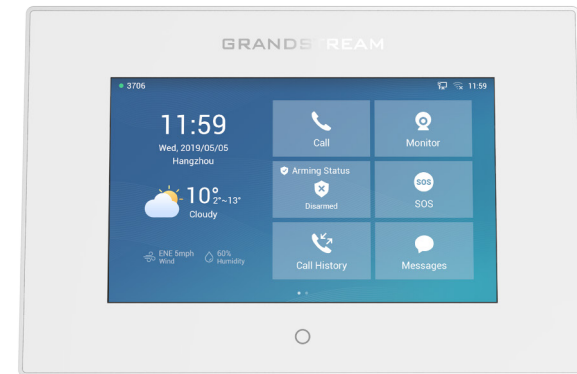 GRANDSTREAM
3706
11:59
11:59
Wed, 2019/05/05
Hangzhou
10°
2°~13°
Cloudy
ENE 5mph
Wind
60%
Humidity
Call
Monitor
Arming Status
Disarmed
SOS
SOS
Call History
Messages